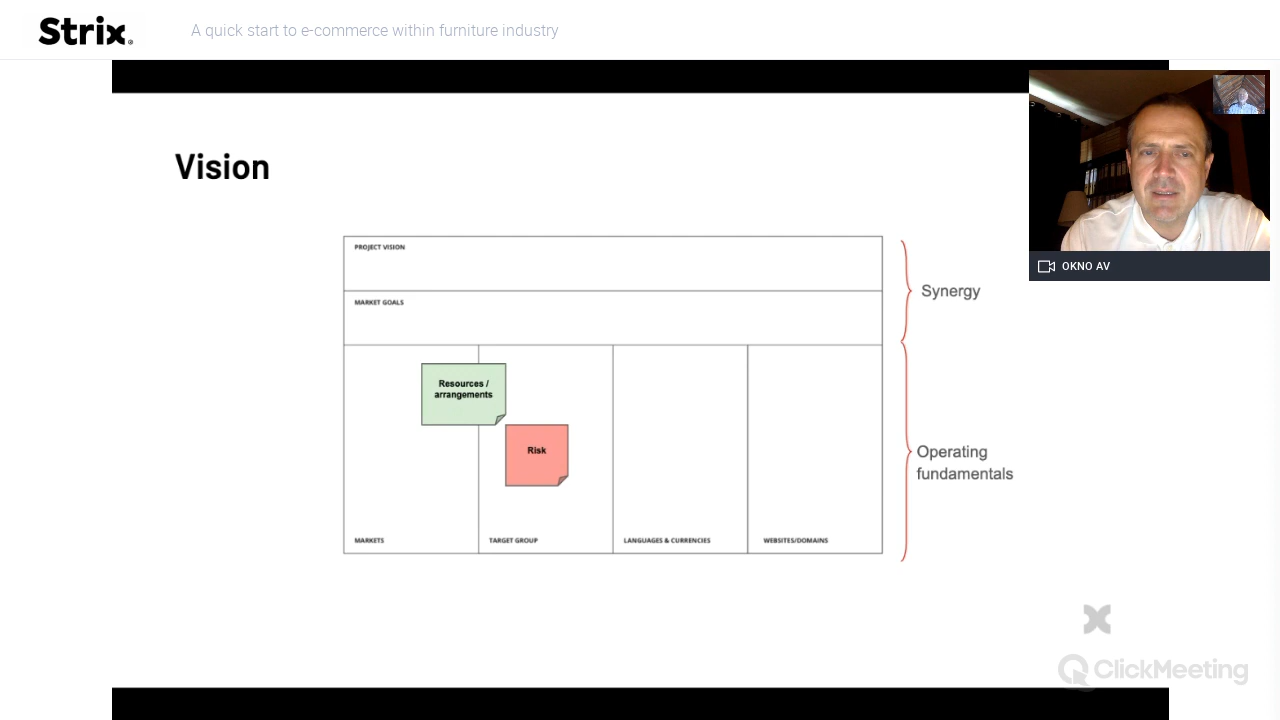 Strix®
A quick start to e-commerce within furniture industry
Vision
PROJECT VISION
MARKET GOALS
Synergy
Resources /
arrangements
Risk
Operating
fundamentals
MARKETS
TARGET GROUP
LANGUAGES & CURRENCIES
WEBSITES/DOMAINS
OKNO AV
ClickMeeting